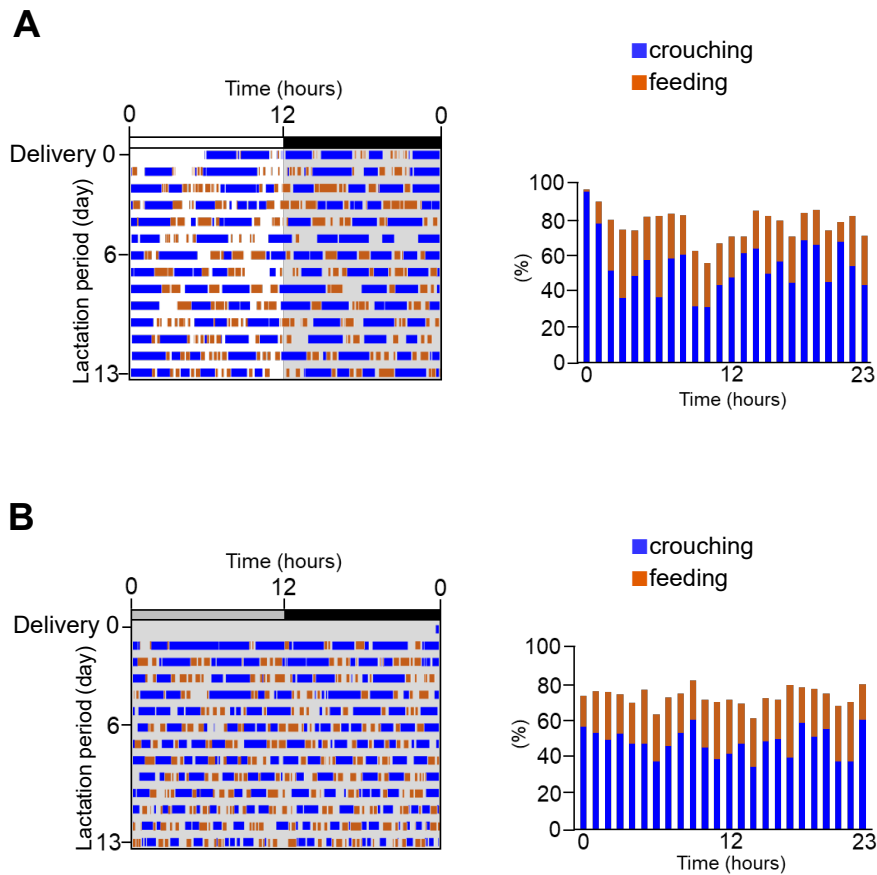 A
crouching
feeding
Time (hours)
0 12 0
Delivery 0
6
13
Lactation period (day)
100
80
60
40
20
0
(%)
0 12 23
Time (hours)
B
crouching
feeding
Time (hours)
0 12 0
Delivery 0
6
13
Lactation period (day)
100
80
60
40
20
0
(%)
0 12 23
Time (hours)